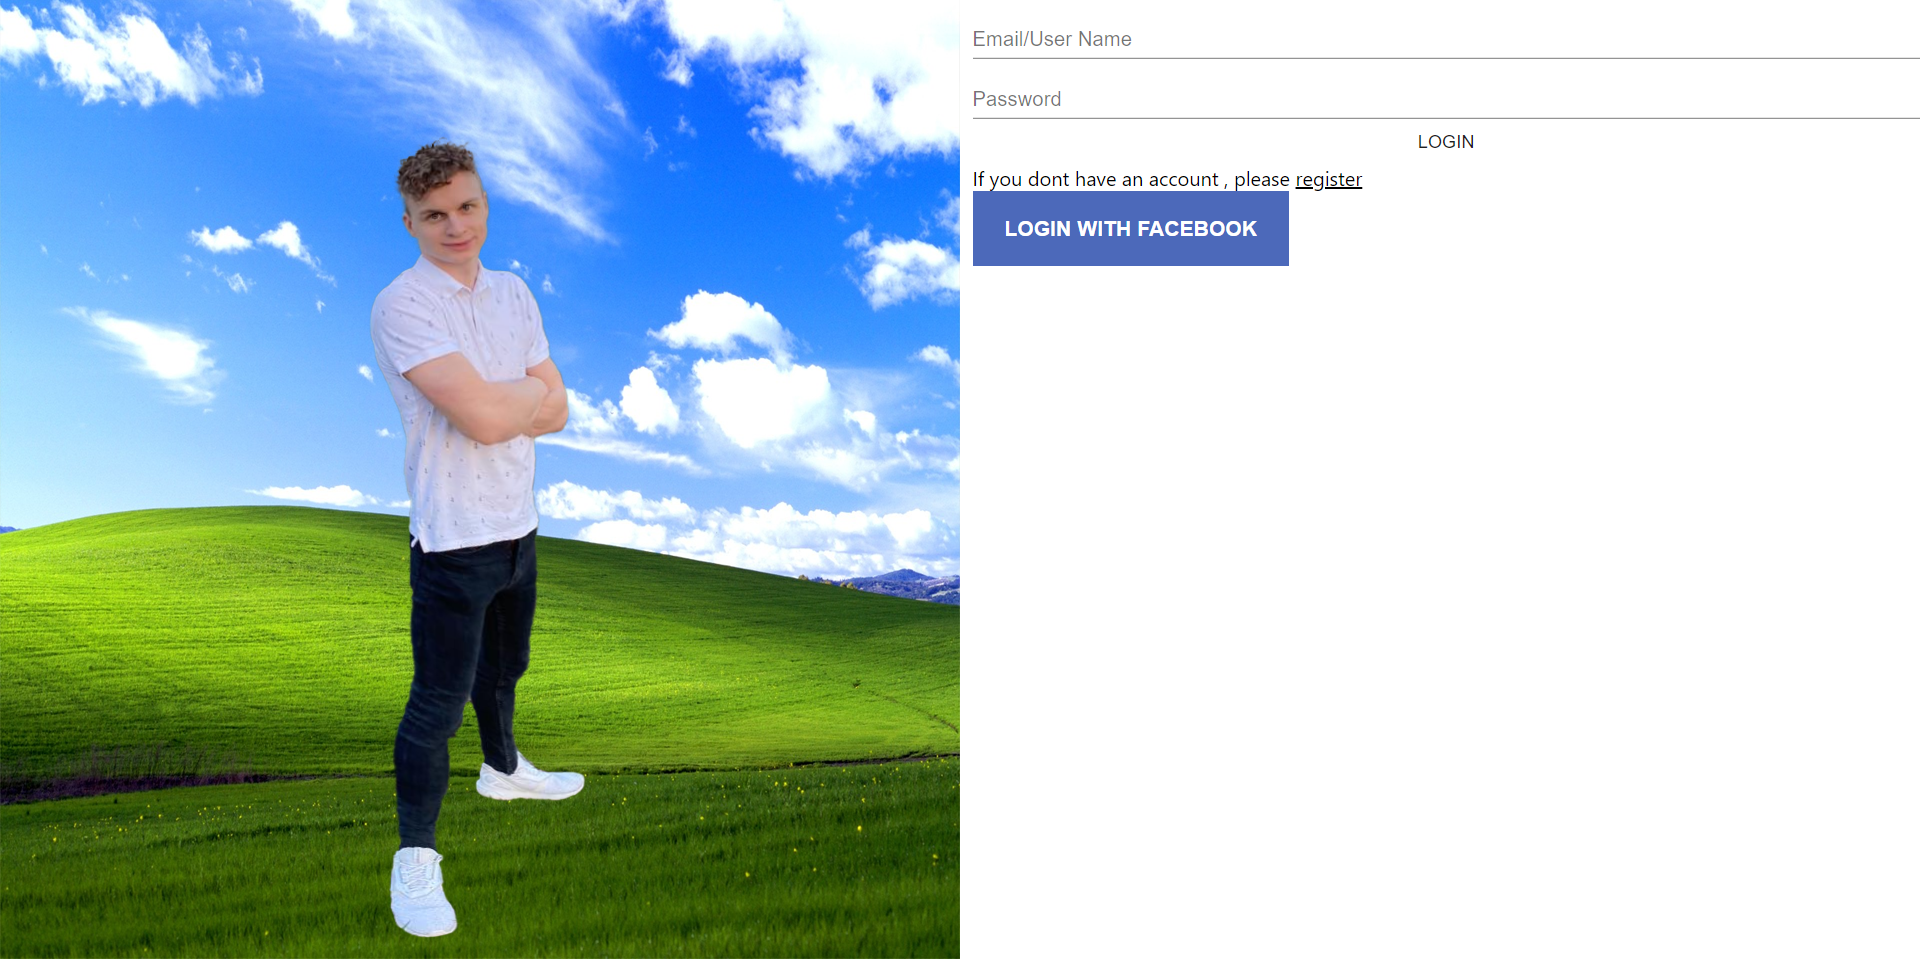 Email/User Name
Password
LOGIN
If you dont have an account , please register
LOGIN WITH FACEBOOK